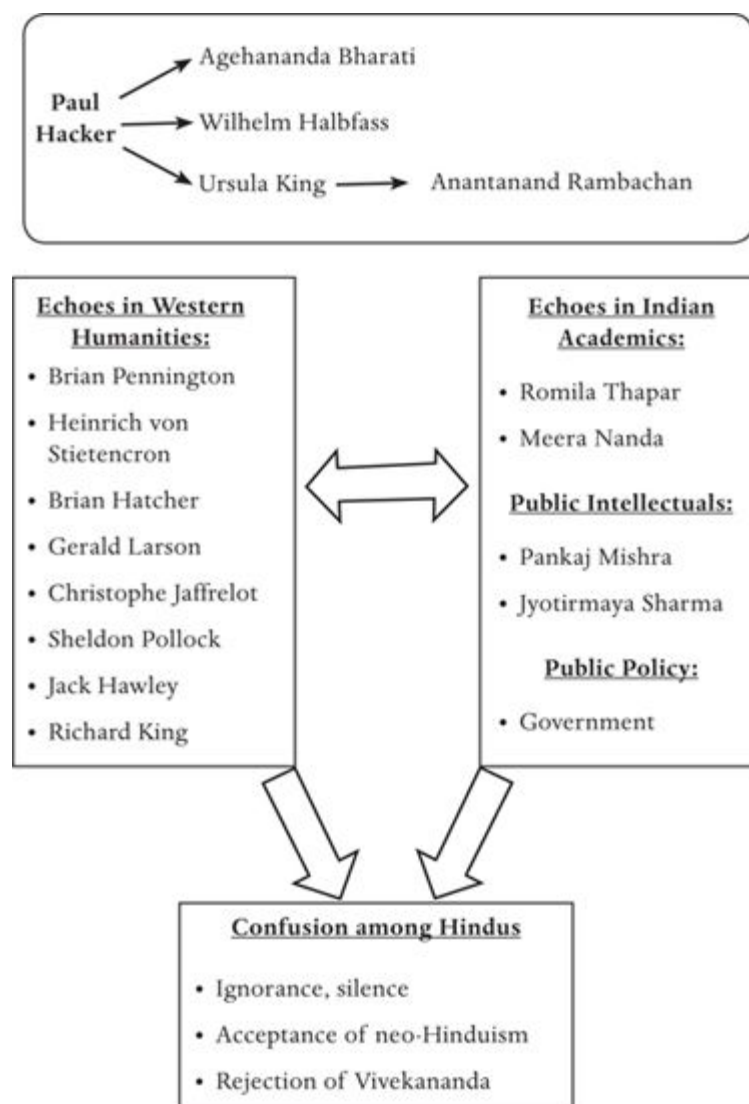 Agehananda Bharati
Paul
Hacker
Wilhelm Halbfass
Ursula King
Anantanand Rambachan
Echoes in Western
Humanities:
• Brian Pennington
• Heinrich von
Stietencron
• Brian Hatcher
• Gerald Larson
• Christophe Jaffrelot
• Sheldon Pollock
• Jack Hawley
• Richard King
Echoes in Indian
Academics:
• Romila Thapar
• Meera Nanda
Public Intellectuals:
• Pankaj Mishra
• Jyotirmaya Sharma
Public Policy:
• Government
Confusion among Hindus
• Ignorance, silence
• Acceptance of neo-Hinduism
• Rejection of Vivekananda